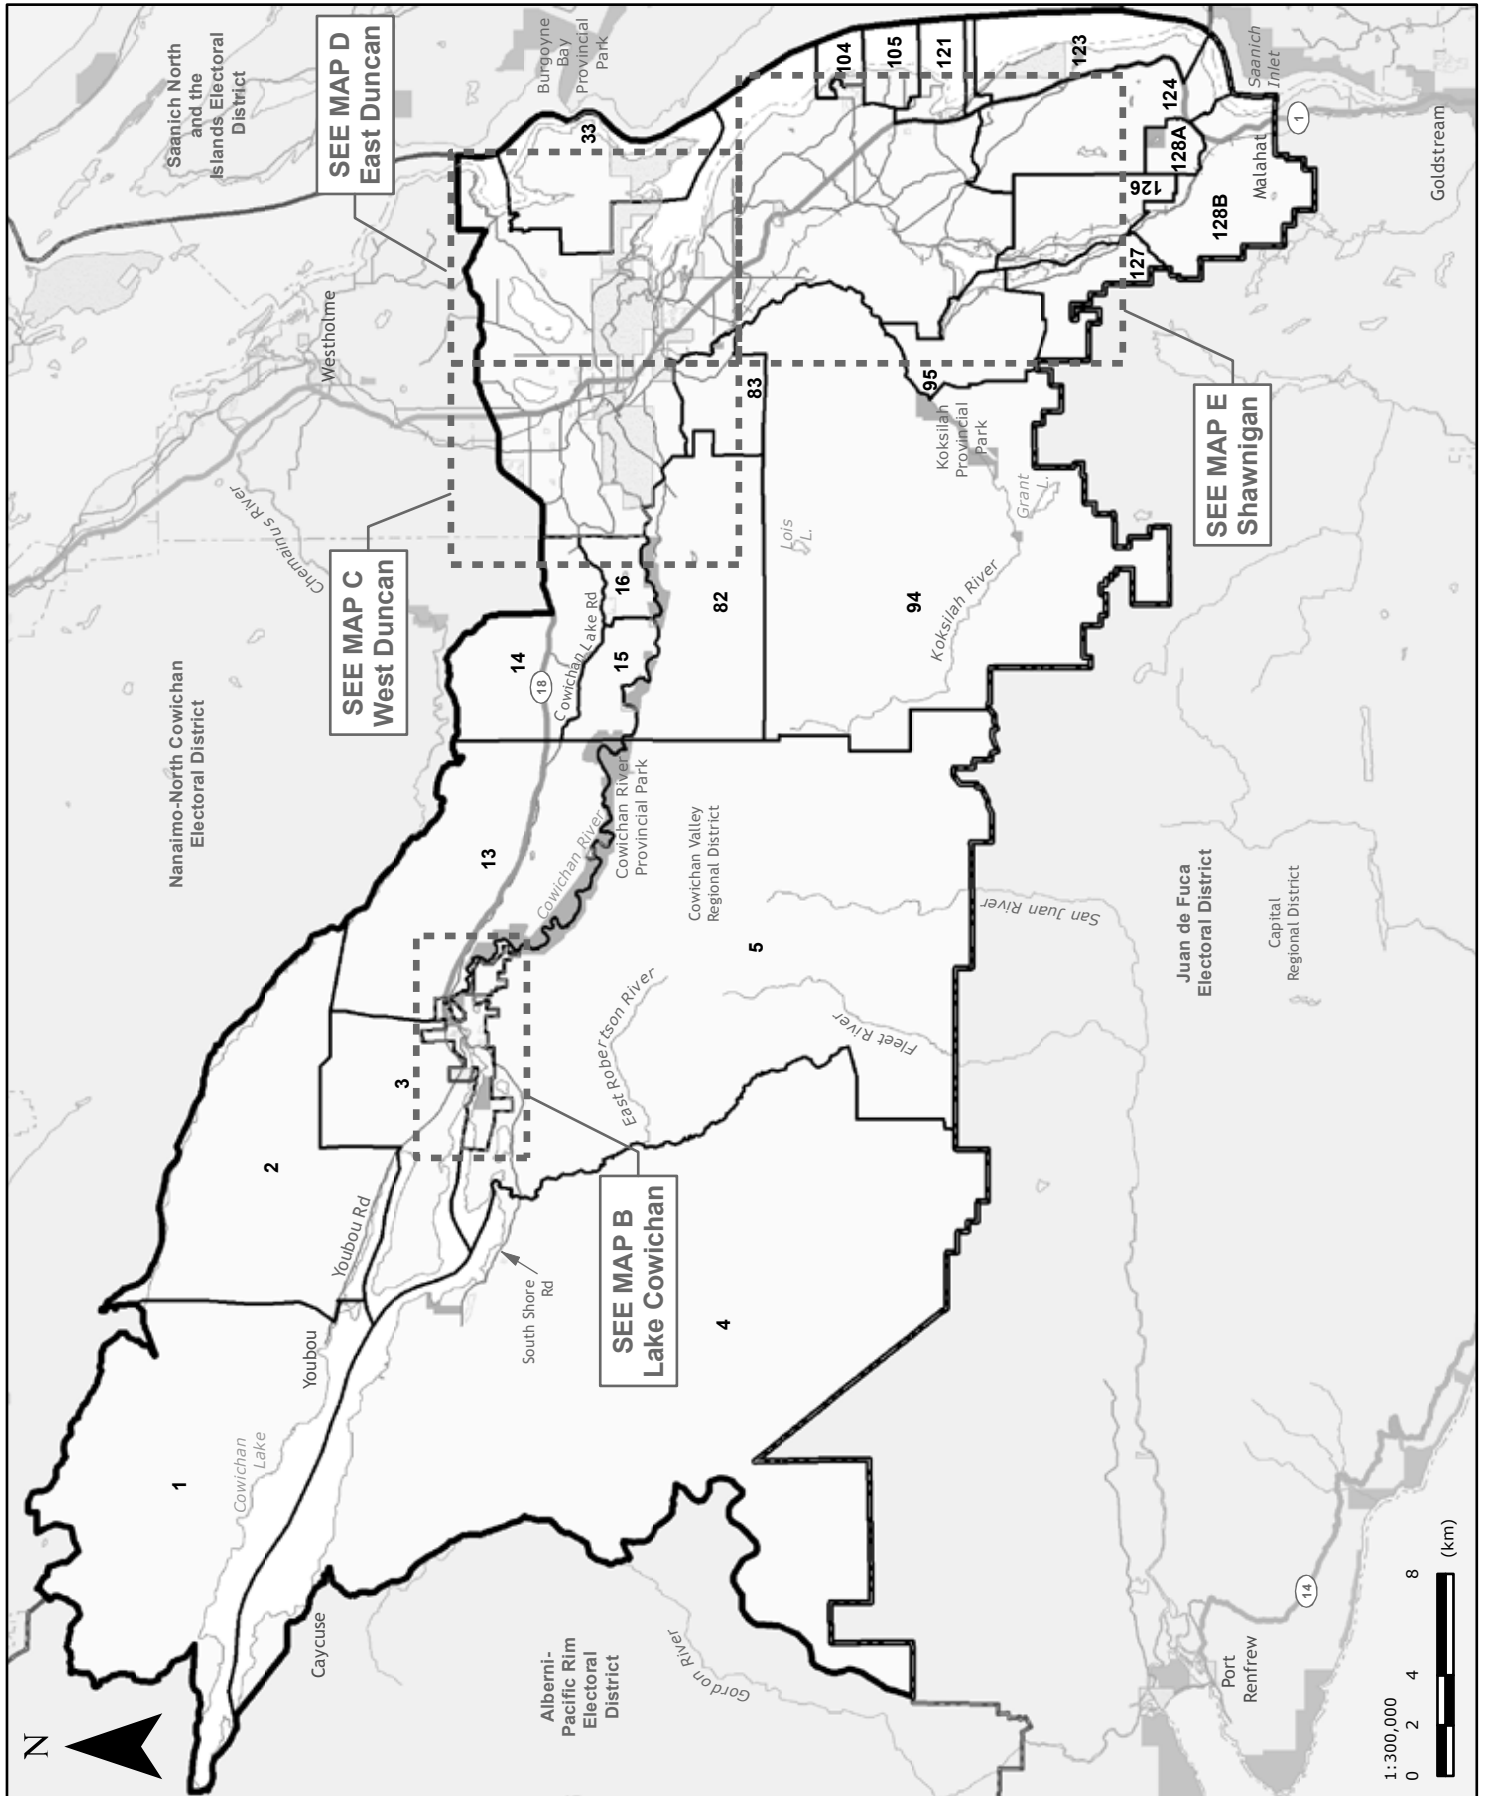 N
Saanich North
and the
Islands Electoral
District
SEE MAP D
East Duncan
Burgoyne
Bay
Provincial
Park
33
104
105
121
123
124
Saanich
Inlet
1
Goldstream
128A
126
Malahat
128B
127
Westholme
Chemainus River
SEE MAP C
West Duncan
83
95
Koksilah
Provincial
Park
Grant
L.
SEE MAP E
Shawnigan
Lois
L.
16
82
94
Koksilah River
14
18
Cowichan Lake Rd
15
Nanaimo-North Cowichan
Electoral District
13
Cowichan River
Cowichan River
Provincial Park
Cowichan Valley
Regional District
San Juan River
Juan de Fuca
Electoral District
Capital
Regional District
5
East Robertson River
Fleet River
3
2
Youbou Rd
SEE MAP B
Lake Cowichan
South Shore
Rd
4
Youbou
Cowichan
Lake
1
Caycuse
Alberni-
Pacific Rim
Electoral
District
Gordon River
Port
Renfrew
14
1:300,000
0 2 4 8 (km)